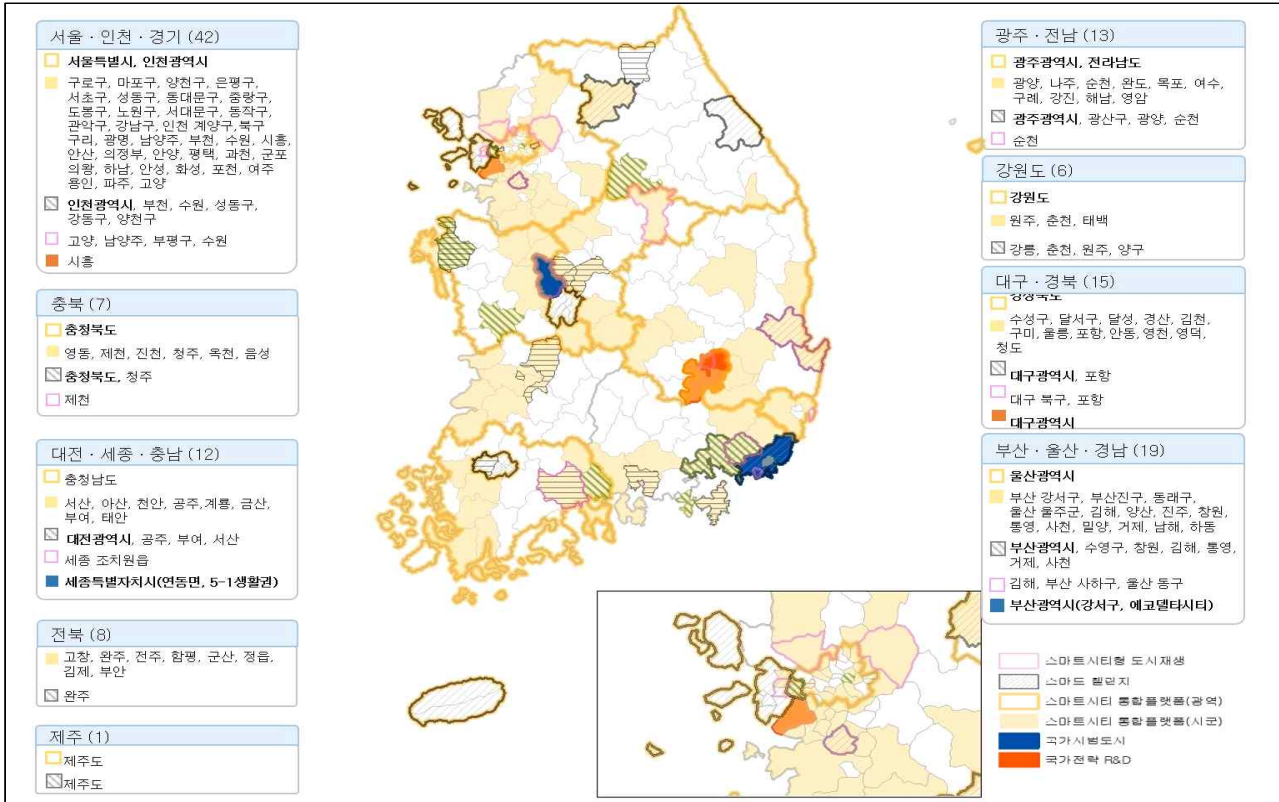 서울 · 인천 · 경기 (42)
서울특별시, 인천광역시
구로구, 마포구, 양천구, 은평구,
서초구, 성동구, 동대문구, 중랑구,
도봉구, 노원구, 서대문구, 동작구,
관악구, 강남구, 인천 계양구,북구
구리, 광명, 남양주, 부천, 수원, 시흥,
안산, 의정부, 안양, 평택, 과천, 군포
의왕, 하남, 안성, 화성, 포천, 여주
용인, 파주, 고양
인천광역시, 부천, 수원, 성동구,
강동구, 양천구
고양, 남양주, 부평구, 수원
시흥
충북 (7)
충청북도
영동, 제천, 진천, 청주, 옥천, 음성
충청북도, 청주
제천
대전 · 세종 · 충남 (12)
충청남도
서산, 아산, 천안, 공주,계룡, 금산,
부여, 태안
대전광역시, 공주, 부여, 서산
세종 조치원읍
세종특별자치시(연동면, 5-1생활권)
전북 (8)
고창, 완주, 전주, 함평, 군산, 정읍,
김제, 부안
완주
제주 (1)
제주도
제주도
광주 · 전남 (13)
광주광역시, 전라남도
광양, 나주, 순천, 완도, 목포, 여수,
구례, 강진, 해남, 영암
광주광역시, 광산구, 광양, 순천
순천
강원도 (6)
강원도
원주, 춘천, 태백
강릉, 춘천, 원주, 양구
대구 · 경북 (15)
경상북도
수성구, 달서구, 달성, 경산, 김천,
구미, 울릉, 포항, 안동, 영천, 영덕,
청도
대구광역시, 포항
대구 북구, 포항
대구광역시
부산 · 울산 · 경남 (19)
울산광역시
부산 강서구, 부산진구, 동래구,
울산 울주군, 김해, 양산, 진주, 창원,
통영, 사천, 밀양, 거제, 남해, 하동
부산광역시, 수영구, 창원, 김해, 통영,
거제, 사천
김해, 부산 사하구, 울산 동구
부산광역시(강서구, 에코델타시티)
스마트시티형 도시재생
스마트 챌린지
스마트시티 통합플랫폼(광역)
스마트시티 통합플랫폼(시군)
국가시범도시
국가전략 R&D